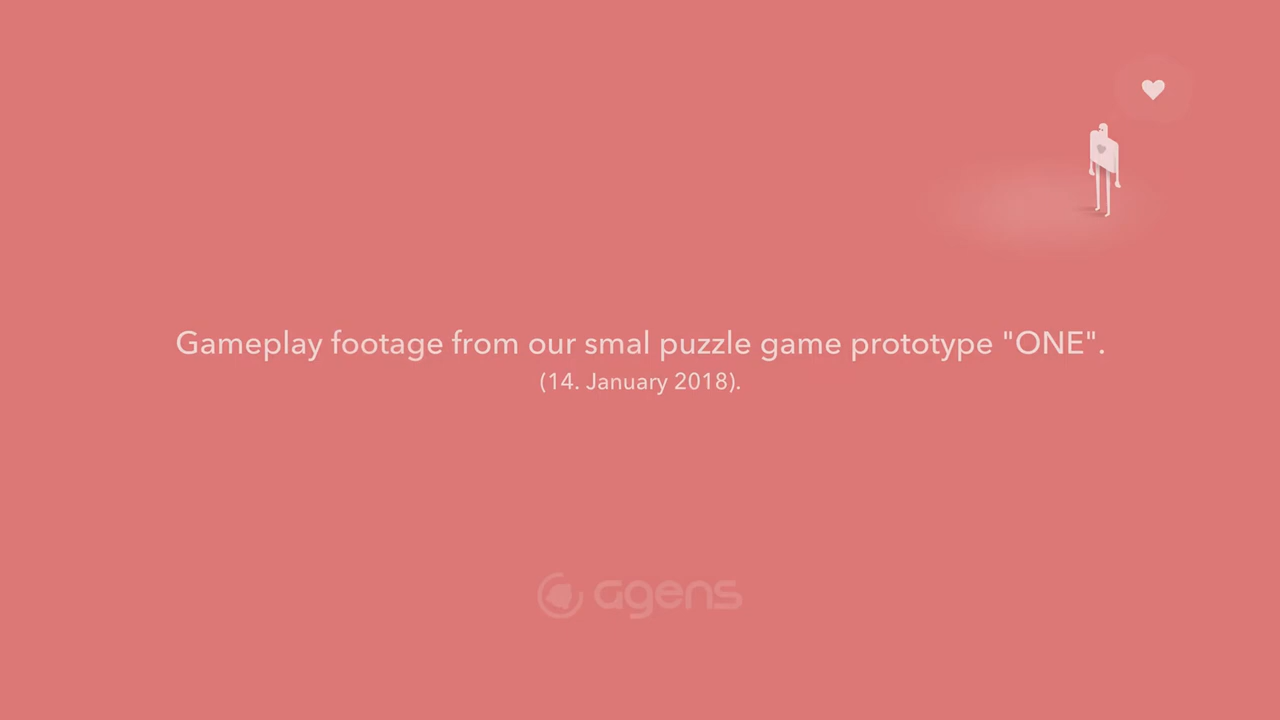 Gameplay footage from our smal puzzle game prototype "ONE".
(14. January 2018).
agens